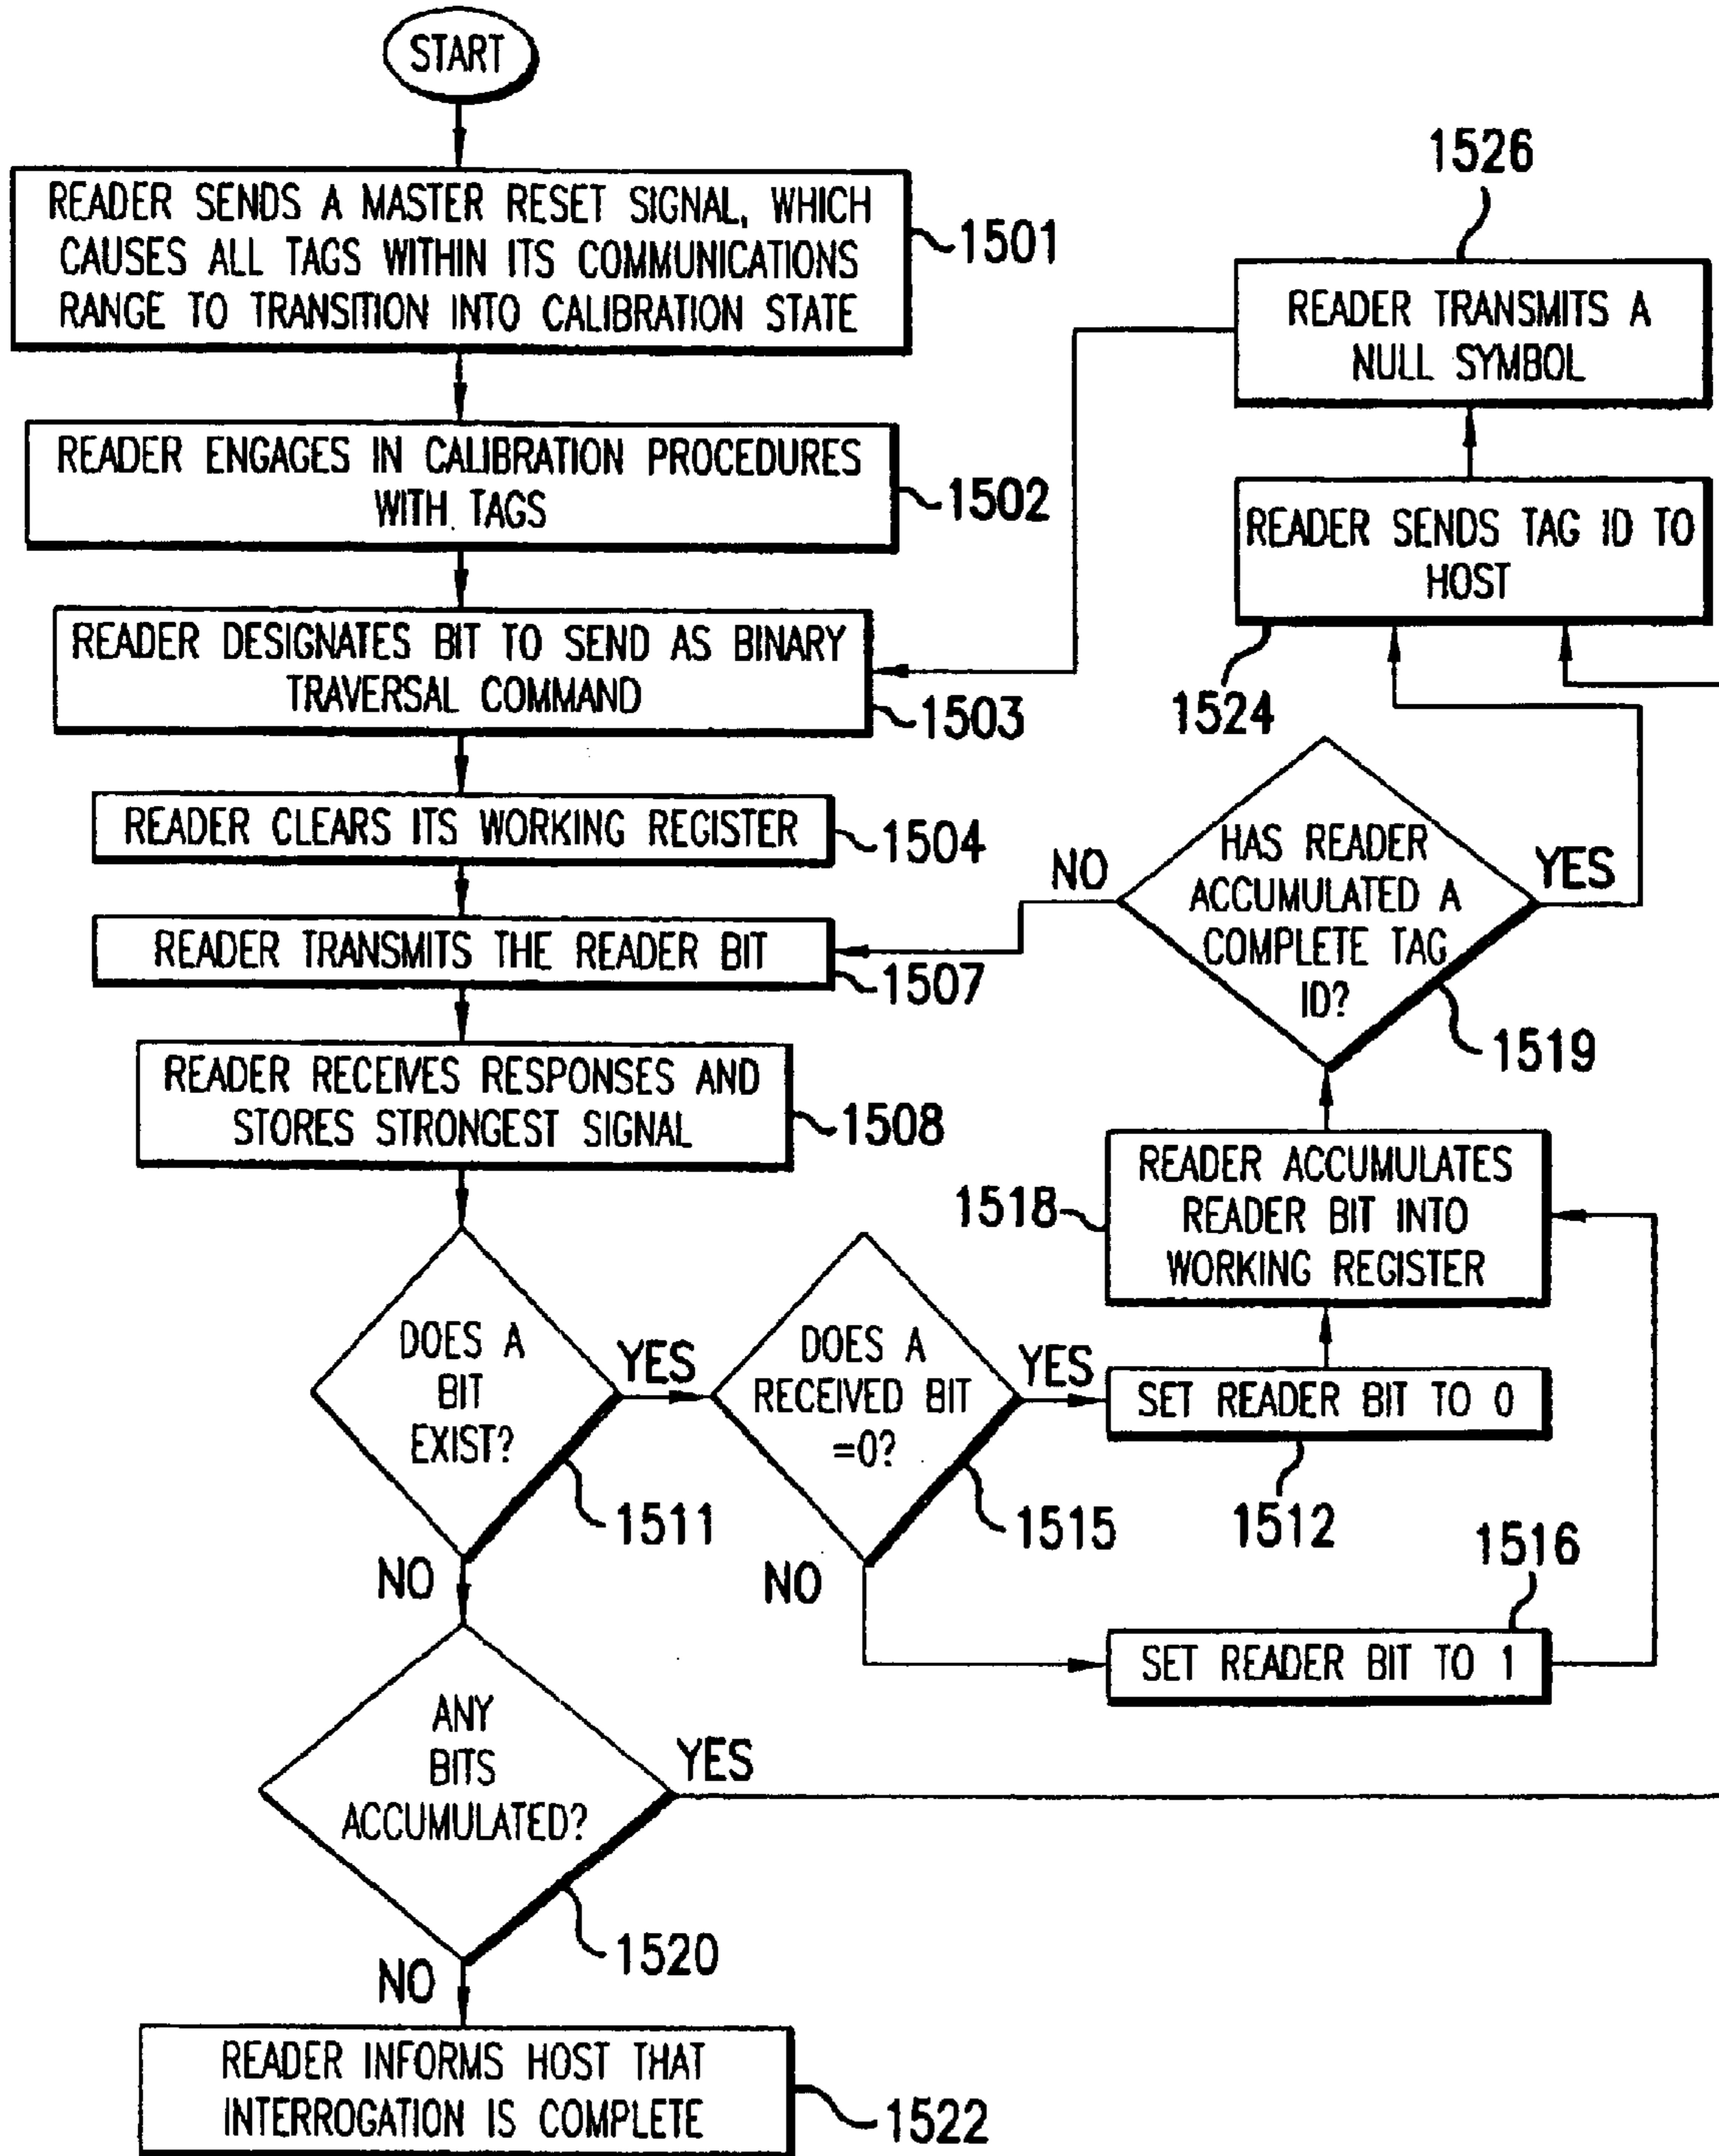 START
READER SENDS A MASTER RESET SIGNAL, WHICH
CAUSES ALL TAGS WITHIN ITS COMMUNICATIONS
RANGE TO TRANSITION INTO CALIBRATION STATE
1501
READER ENGAGES IN CALIBRATION PROCEDURES
WITH TAGS
1502
READER DESIGNATES BIT TO SEND AS BINARY
TRAVERSAL COMMAND
1503
READER CLEARS ITS WORKING REGISTER
1504
READER TRANSMITS THE READER BIT
1507
READER RECEIVES RESPONSES AND
STORES STRONGEST SIGNAL
1508
DOES A
BIT
EXIST?
1511
YES
NO
DOES A
RECEIVED BIT
=0?
1515
YES
NO
SET READER BIT TO 0
1512
1516
SET READER BIT TO 1
1518
READER ACCUMULATES
READER BIT INTO
WORKING REGISTER
HAS READER
ACCUMULATED A
COMPLETE TAG
ID?
1519
NO
YES
READER SENDS TAG ID TO
HOST
1524
1526
READER TRANSMITS A
NULL SYMBOL
ANY
BITS
ACCUMULATED?
1520
YES
NO
READER INFORMS HOST THAT
INTERROGATION IS COMPLETE
1522